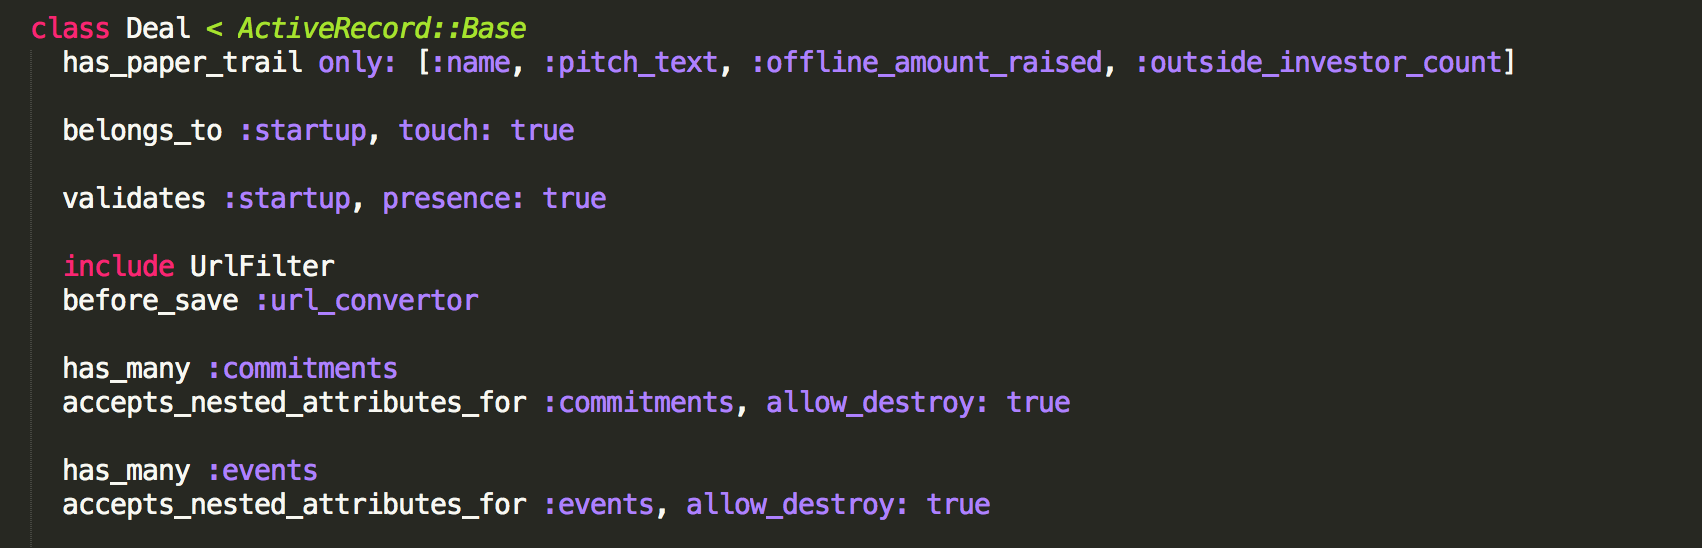 class Deal < ActiveRecord::Base
has_paper_trail only: [:name, :pitch_text, :offline_amount_raised, :outside_investor_count]
belongs_to :startup, touch: true
validates :startup, presence: true
include UrlFilter
before_save :url_convertor
has_many :commitments
accepts_nested_attributes_for :commitments, allow_destroy: true
has_many :events
accepts_nested_attributes_for :events, allow_destroy: true